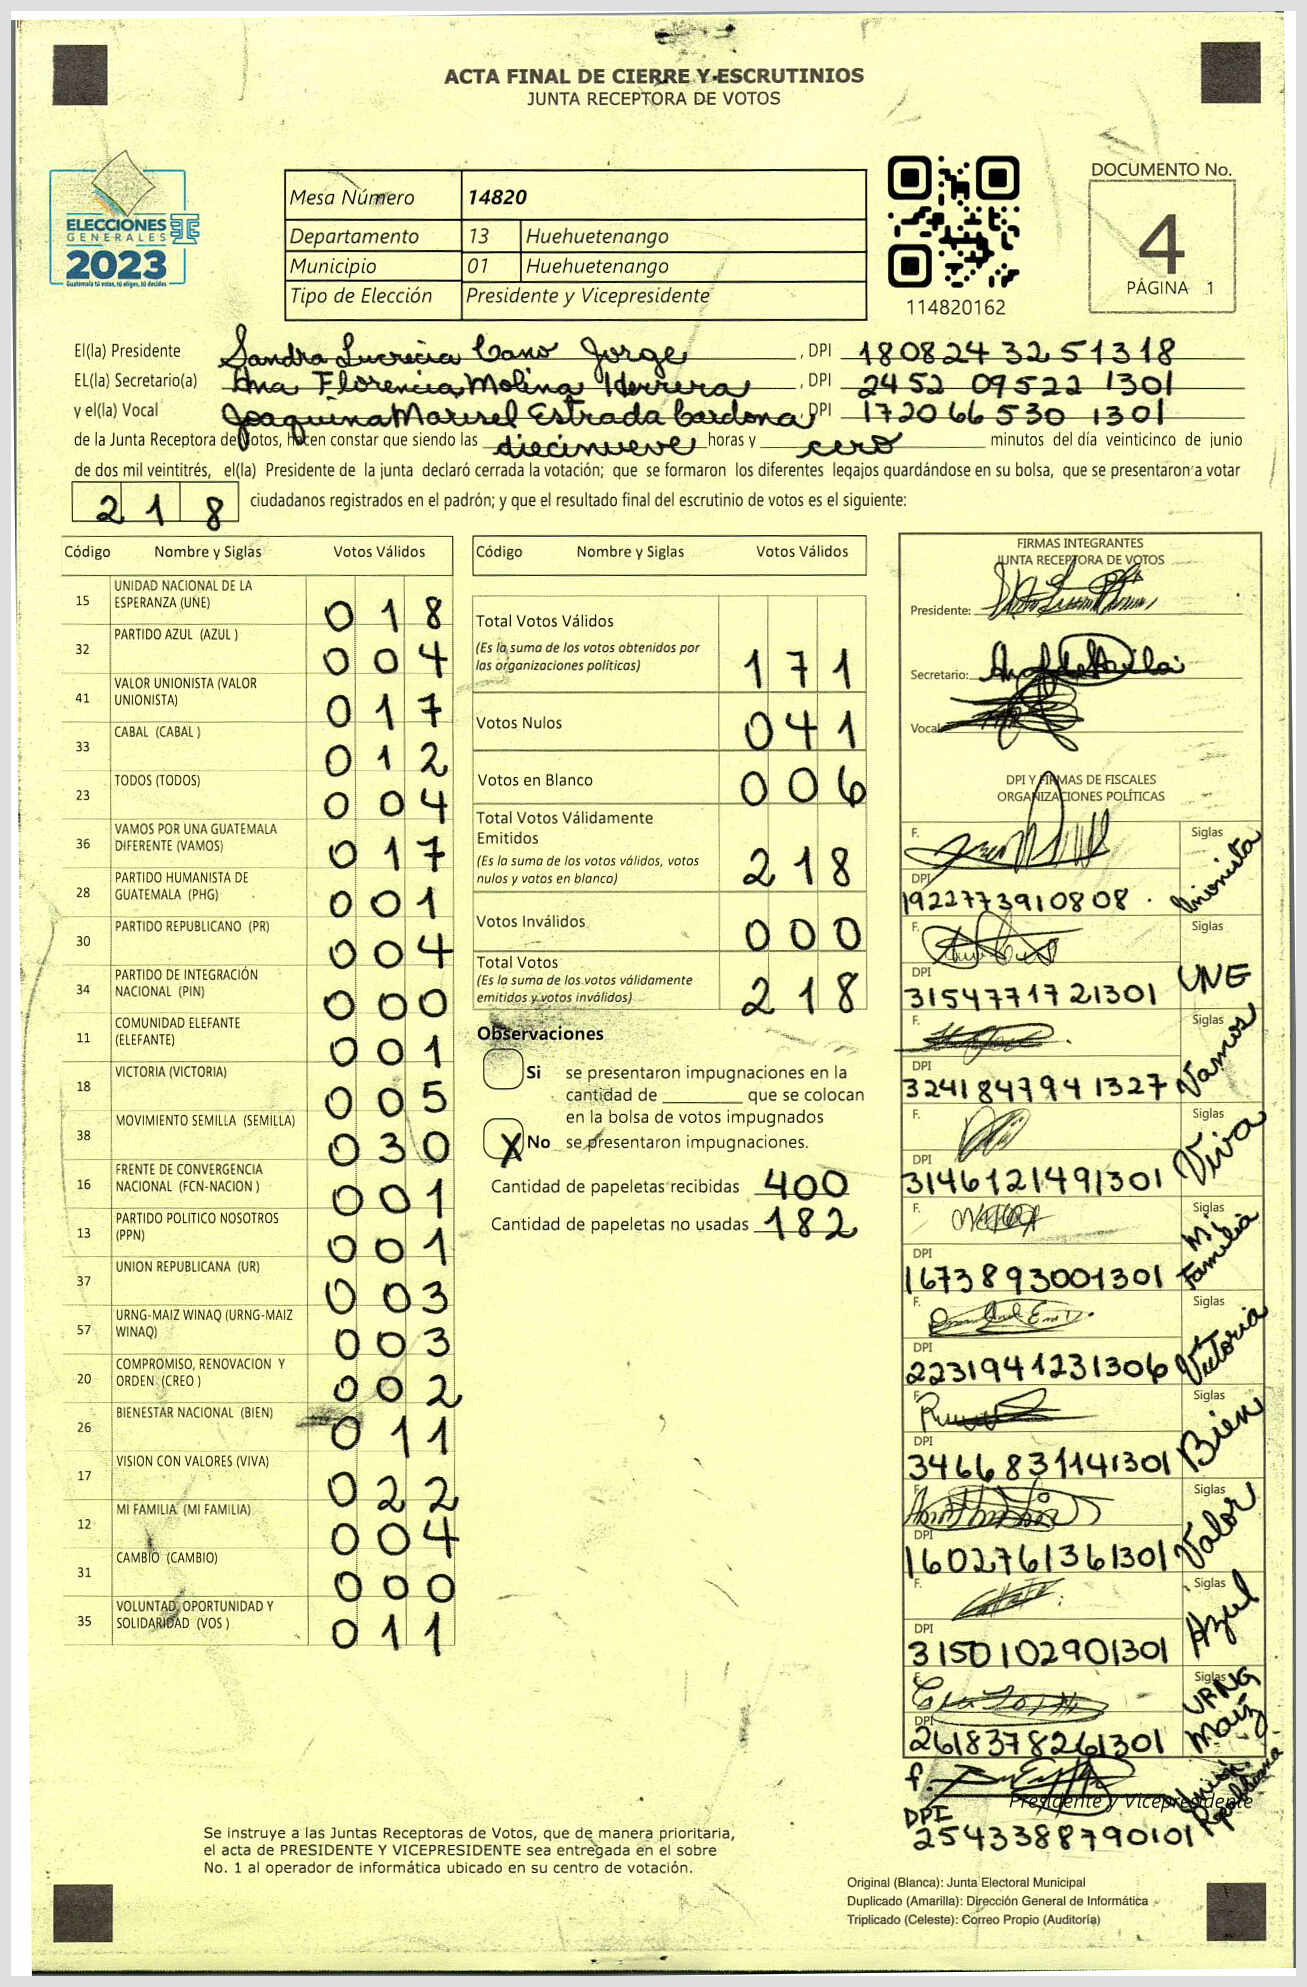 ACTA FINAL DE CIERRE Y ESCRUTINIOS
JUNTA RECEPTORA DE VOTOS
ELECCIONES
GENERALES
2023
Guatemala tú votas, tú eliges, tú decides
Mesa Número 14820
Departamento 13 Huehuetenango
Municipio 01 Huehuetenango
Tipo de Elección Presidente y Vicepresidente
114820162
DOCUMENTO No.
4
PÁGINA 1
El(la) Presidente Sandra Lucrecia Cano Jorge, DPI 1808243251318
EL(la) Secretario(a) Ana Florencia Molina Herrera, DPI 2452 09522 1301
y el(la) Vocal Joaquina Marisel Estrada Cardona, DPI 172066530 1301
de la Junta Receptora de Votos, hacen constar que siendo las diecinueve horas y cero minutos del día veinticinco de junio
de dos mil veintitrés, el(la) Presidente de la junta declaró cerrada la votación; que se formaron los diferentes legajos quardándose en su bolsa, que se presentaron a votar
218 ciudadanos registrados en el padrón; y que el resultado final del escrutinio de votos es el siguiente:
Código Nombre y Siglas Votos Válidos
15 UNIDAD NACIONAL DE LA ESPERANZA (UNE) 018
32 PARTIDO AZUL (AZUL ) 004
41 VALOR UNIONISTA (VALOR UNIONISTA) 017
33 CABAL (CABAL ) 012
23 TODOS (TODOS) 004
36 VAMOS POR UNA GUATEMALA DIFERENTE (VAMOS) 017
28 PARTIDO HUMANISTA DE GUATEMALA (PHG) 001
30 PARTIDO REPUBLICANO (PR) 004
34 PARTIDO DE INTEGRACIÓN NACIONAL (PIN) 000
11 COMUNIDAD ELEFANTE (ELEFANTE) 001
18 VICTORIA (VICTORIA) 005
38 MOVIMIENTO SEMILLA (SEMILLA) 030
16 FRENTE DE CONVERGENCIA NACIONAL (FCN-NACION ) 001
13 PARTIDO POLITICO NOSOTROS (PPN) 001
37 UNION REPUBLICANA (UR) 003
57 URNG-MAIZ WINAQ (URNG-MAIZ WINAQ) 003
20 COMPROMISO, RENOVACION Y ORDEN (CREO ) 002
26 BIENESTAR NACIONAL (BIEN) 011
17 VISION CON VALORES (VIVA) 022
12 MI FAMILIA (MI FAMILIA) 004
31 CAMBIO (CAMBIO) 000
35 VOLUNTAD, OPORTUNIDAD Y SOLIDARIDAD (VOS ) 011
Código Nombre y Siglas Votos Válidos
Total Votos Válidos
(Es la suma de los votos obtenidos por
las organizaciones políticas) 171
Votos Nulos 041
Votos en Blanco 006
Total Votos Válidamente
Emitidos
(Es la suma de los votos válidos, votos
nulos y votos en blanco) 218
Votos Inválidos 000
Total Votos
(Es la suma de los votos válidamente
emitidos y votos inválidos) 218
Observaciones
Si se presentaron impugnaciones en la
cantidad de ________ que se colocan
en la bolsa de votos impugnados
X No se presentaron impugnaciones.
Cantidad de papeletas recibidas 400
Cantidad de papeletas no usadas 182
FIRMAS INTEGRANTES
JUNTA RECEPTORA DE VOTOS
Presidente:
Secretario:
Vocal
DPI Y FIRMAS DE FISCALES
ORGANIZACIONES POLÍTICAS
F. Siglas Unionista
DPI 1922773910808
F. Siglas UNE
DPI 3154771721301
F. Siglas Vamos
DPI 3241847941327
F. Siglas Viva
DPI 3146121491301
F. Siglas Mi Familia
DPI 1673893001301
F. Siglas Victoria
DPI 2231941231306
F. Siglas Bien
DPI 3466831141301
F. Siglas Valor
DPI 1602761361301
F. Siglas Azul
DPI 3150102901301
F. Siglas URNG Maíz
DPI 2618378261301
f. Unión Republicana
Presidente y Vicepresidente
DPI 2543388790101
Se instruye a las Juntas Receptoras de Votos, que de manera prioritaria,
el acta de PRESIDENTE Y VICEPRESIDENTE sea entregada en el sobre
No. 1 al operador de informática ubicado en su centro de votación.
Original (Blanca): Junta Electoral Municipal
Duplicado (Amarilla): Dirección General de Informática
Triplicado (Celeste): Correo Propio (Auditoría)